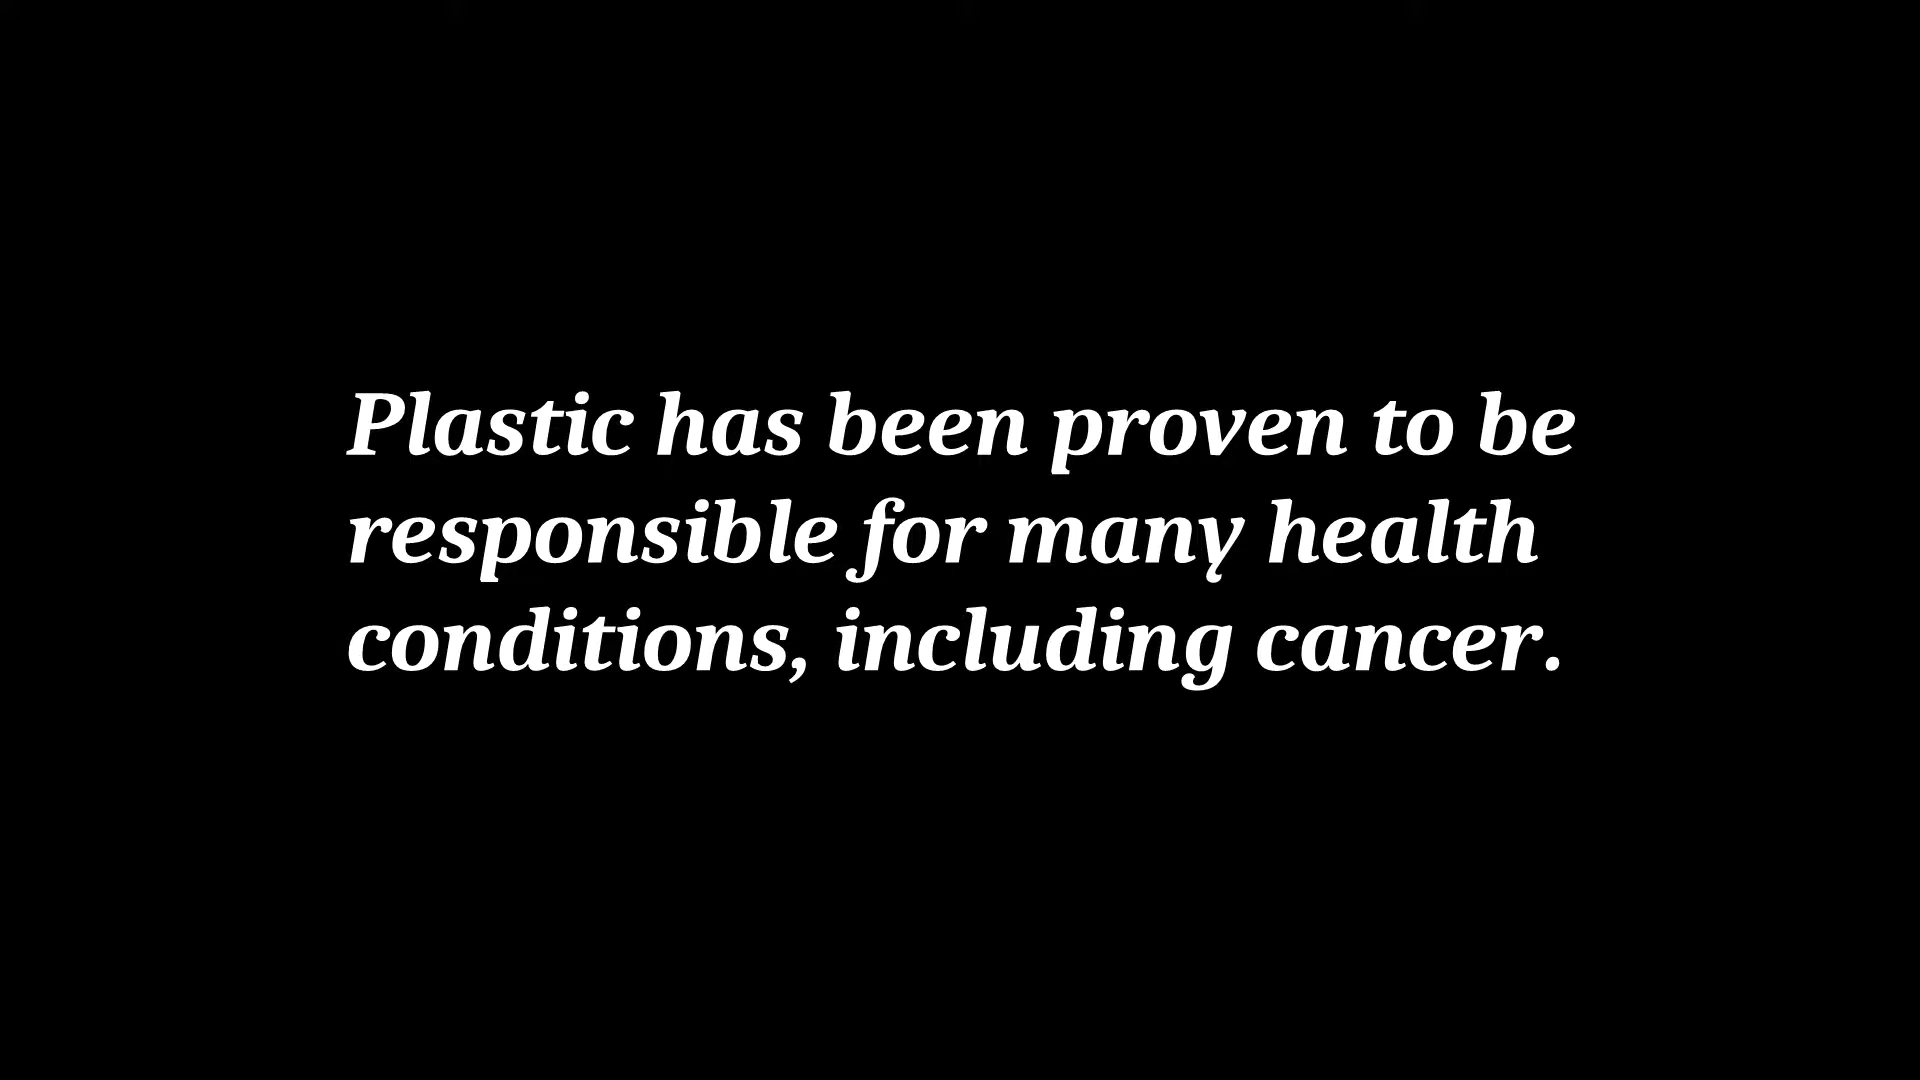 Plastic has been proven to be
responsible for many health
conditions, including cancer.